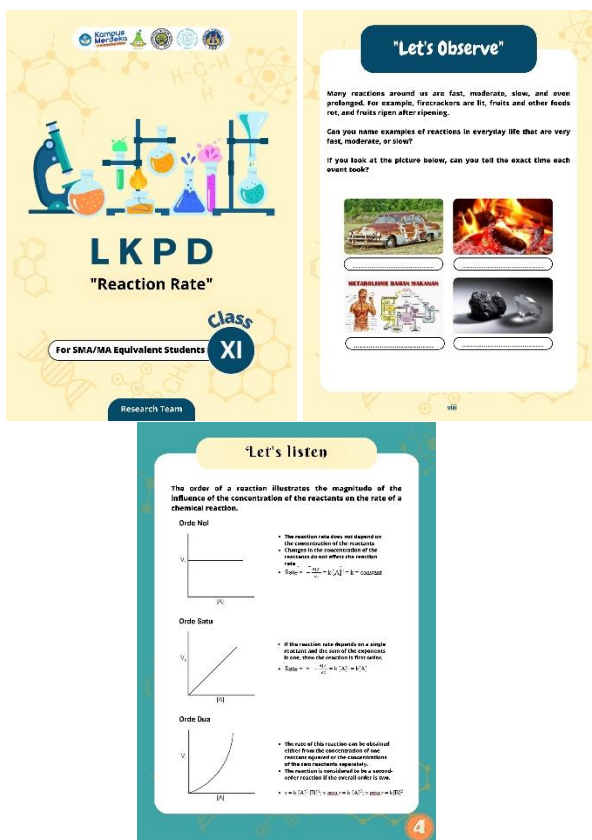 Kampus
Merdeka
LKPD
"Reaction Rate"
Class
XI
For SMA/MA Equivalent Students
Research Team
"Let's Observe"
Many reactions around us are fast, moderate, slow, and even
prolonged. For example, firecrackers are lit, fruits and other foods
rot, and fruits ripen after ripening.
Can you name examples of reactions in everyday life that are very
fast, moderate, or slow?
If you look at the picture below, can you tell the exact time each
event took?
METABOLISME BAHAN MAKANAN
viii
Let's listen
The order of a reaction illustrates the magnitude of the
influence of the concentration of the reactants on the rate of a
chemical reaction.
Orde Nol
V
[A]
The reaction rate does not depend on
the concentration of the reactants
Changes in the concentration of the
reactants do not affect the reaction
rate
Rate = = k = constant
Orde Satu
V
[A]
If the reaction rate depends on a single
reactant and the sum of the exponents
is one, then the reaction is first order.
Rate = = k[A]
Orde Dua
V
[A]
The rate of this reaction can be obtained
either from the concentration of one
reactant squared or the concentrations
of the two reactants separately.
The reaction is considered to be a second-
order reaction if the overall order is two.
4